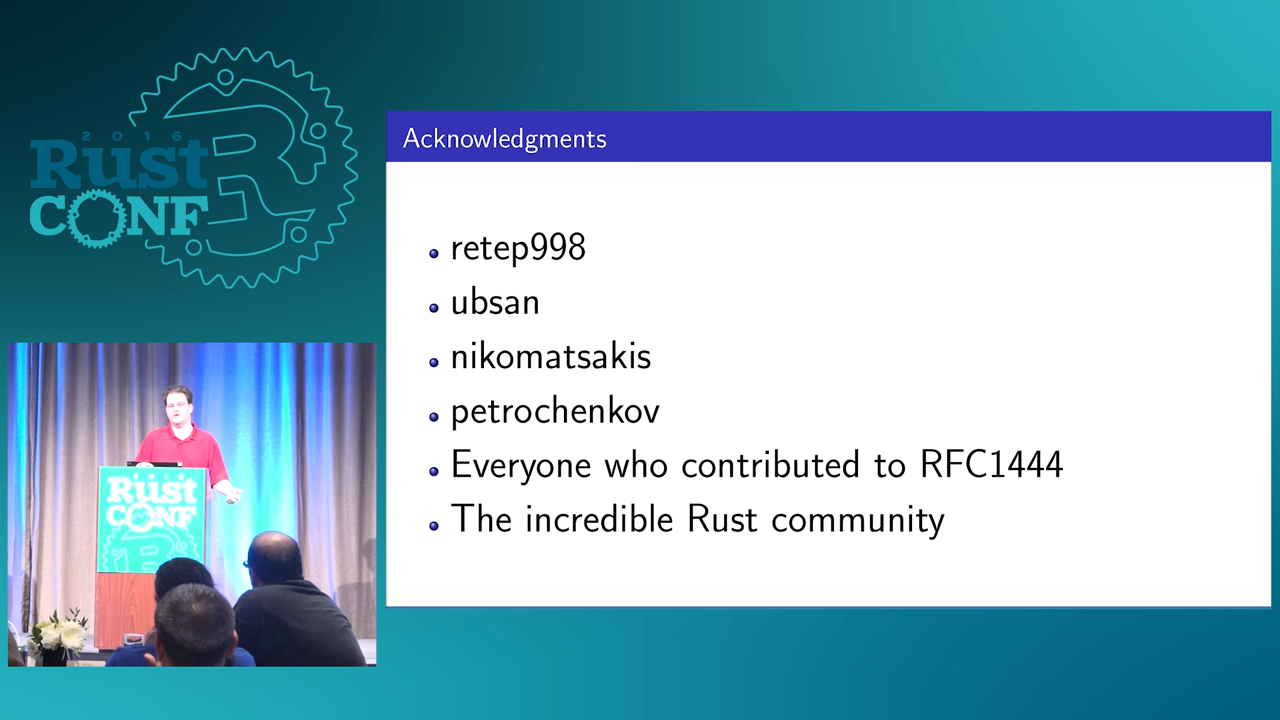 2016
Rust
CONF
Acknowledgments
retep998
ubsan
nikomatsakis
petrochenkov
Everyone who contributed to RFC1444
The incredible Rust community
2016
Rust
CONF